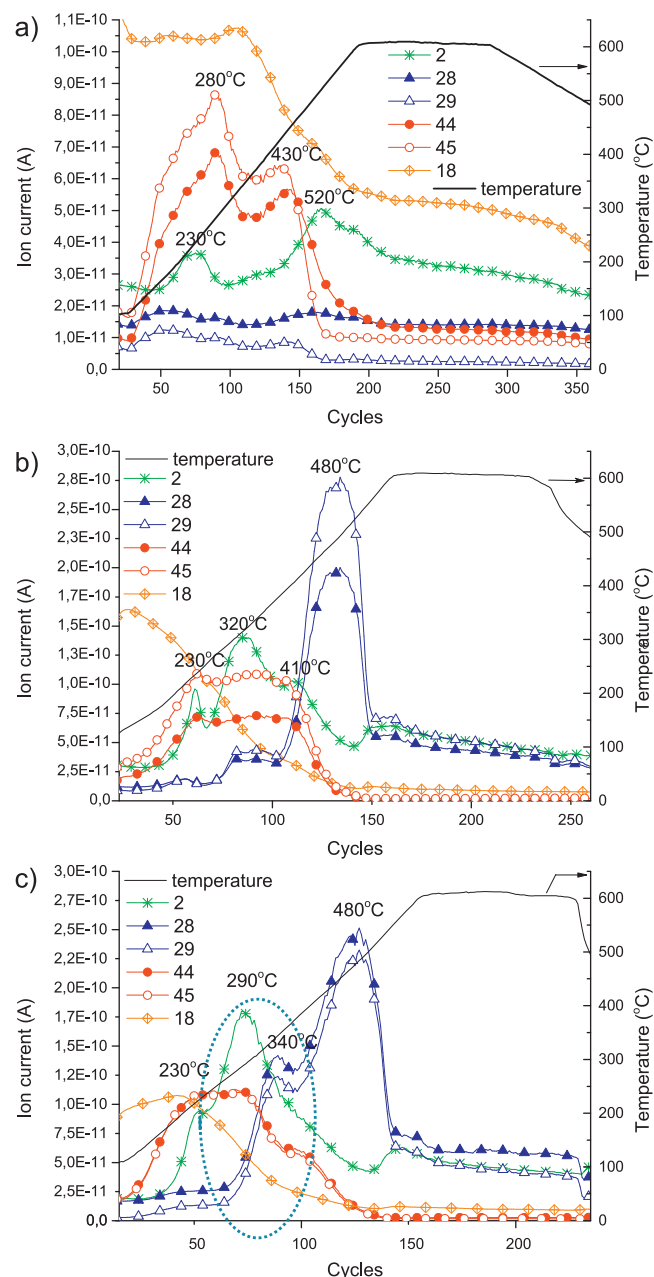 a)
1,1E-10
1,0E-10
9,0E-11
8,0E-11
7,0E-11
6,0E-11
5,0E-11
4,0E-11
3,0E-11
2,0E-11
1,0E-11
0,0
Ion current (A)
280°C
430°C
520°C
230°C
2
28
29
44
45
18
temperature
600
500
400
300
200
100
0
Temperature (°C)
50 100 150 200 250 300 350
Cycles
b)
3,0E-10
2,8E-10
2,5E-10
2,3E-10
2,0E-10
1,7E-10
1,5E-10
1,3E-10
1,0E-10
7,5E-11
5,0E-11
2,5E-11
0,0
Ion current (A)
temperature
2
28
29
44
45
18
480°C
320°C
230°C
410°C
600
500
400
300
200
100
0
Temperature (°C)
50 100 150 200 250
Cycles
c)
3,0E-10
2,7E-10
2,5E-10
2,2E-10
2,0E-10
1,7E-10
1,5E-10
1,2E-10
1,0E-10
7,5E-11
5,0E-11
2,5E-11
0,0
Ion current (A)
temperature
2
28
29
44
45
18
480°C
290°C
340°C
230°C
600
500
400
300
200
100
0
Temperature (°C)
50 100 150 200
Cycles